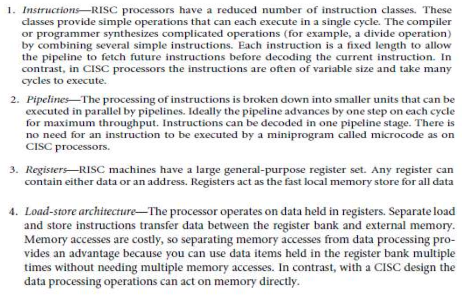 1. Instructions—RISC processors have a reduced number of instruction classes. These
classes provide simple operations that can each execute in a single cycle. The compiler
or programmer synthesizes complicated operations (for example, a divide operation)
by combining several simple instructions. Each instruction is a fixed length to allow
the pipeline to fetch future instructions before decoding the current instruction. In
contrast, in CISC processors the instructions are often of variable size and take many
cycles to execute.
2. Pipelines—The processing of instructions is broken down into smaller units that can be
executed in parallel by pipelines. Ideally the pipeline advances by one step on each cycle
for maximum throughput. Instructions can be decoded in one pipeline stage. There is
no need for an instruction to be executed by a miniprogram called microcode as on
CISC processors.
3. Registers—RISC machines have a large general-purpose register set. Any register can
contain either data or an address. Registers act as the fast local memory store for all data
4. Load-store architecture—The processor operates on data held in registers. Separate load
and store instructions transfer data between the register bank and external memory.
Memory accesses are costly, so separating memory accesses from data processing pro-
vides an advantage because you can use data items held in the register bank multiple
times without needing multiple memory accesses. In contrast, with a CISC design the
data processing operations can act on memory directly.